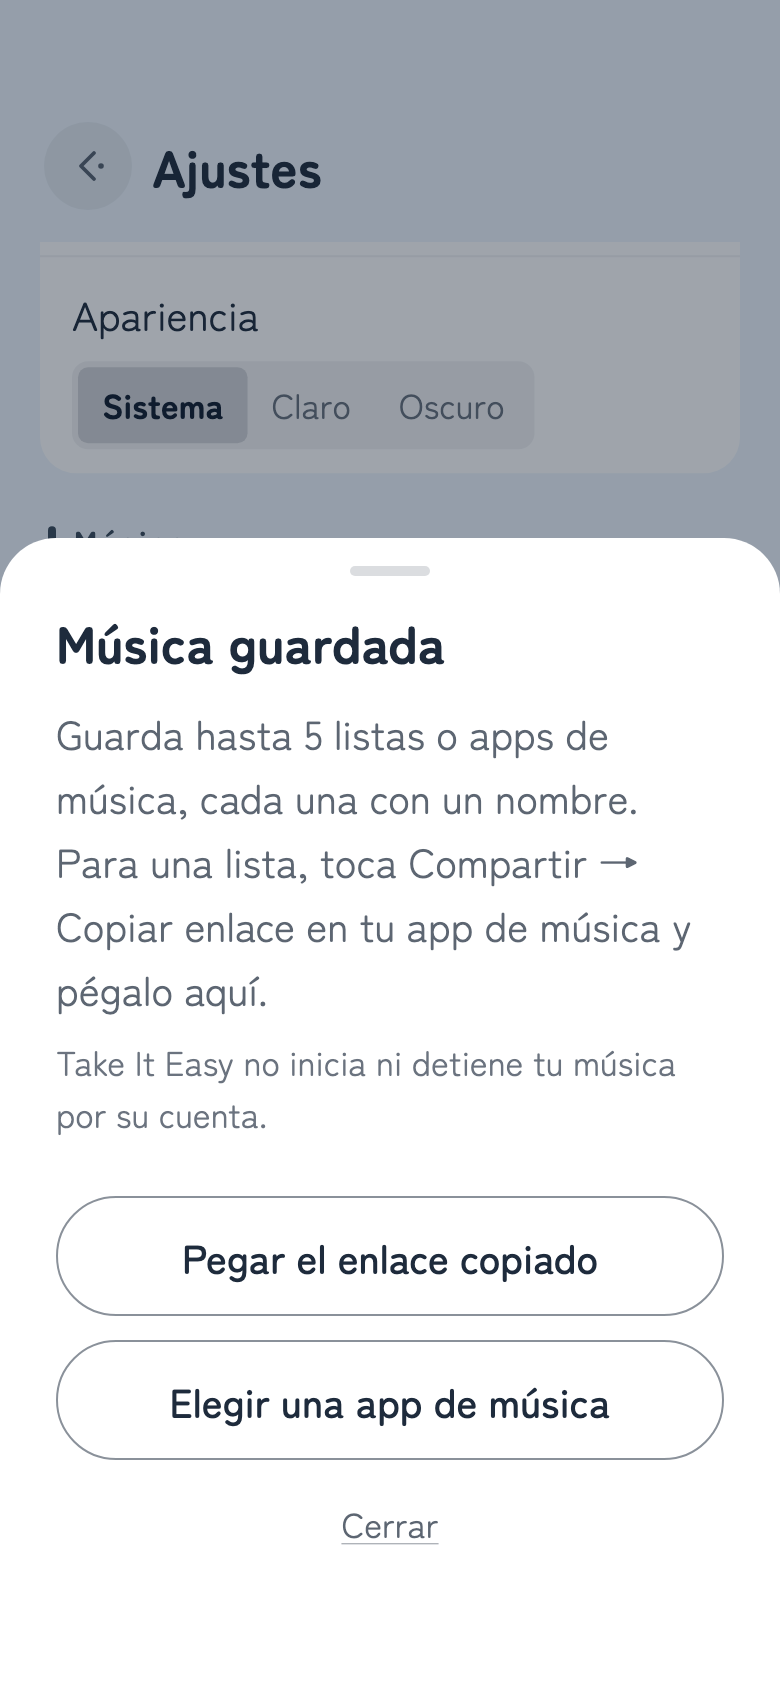 Ajustes
Apariencia
Sistema
Claro
Oscuro
Música guardada
Guarda hasta 5 listas o apps de
música, cada una con un nombre.
Para una lista, toca Compartir →
Copiar enlace en tu app de música y
pégalo aquí.
Take It Easy no inicia ni detiene tu música
por su cuenta.
Pegar el enlace copiado
Elegir una app de música
Cerrar